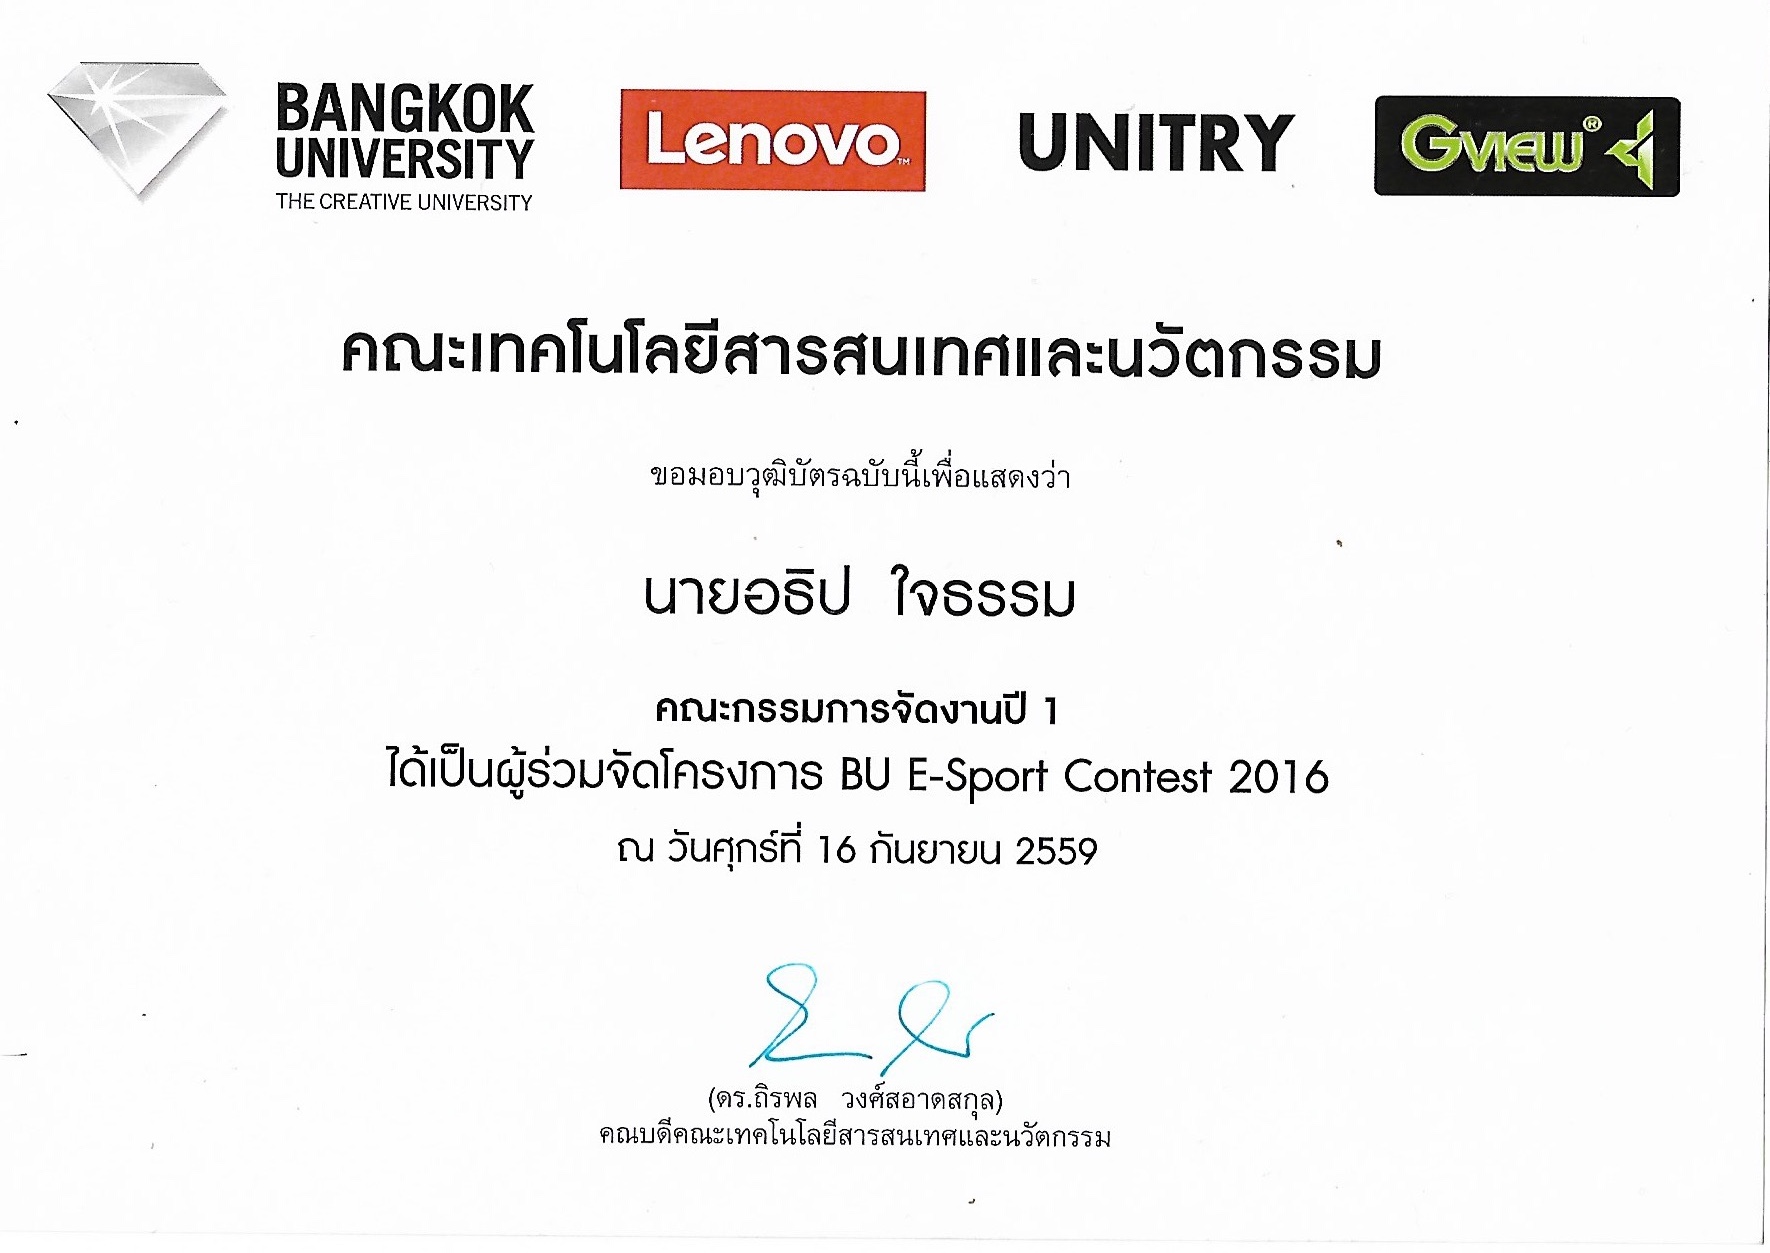 BANGKOK
UNIVERSITY
THE CREATIVE UNIVERSITY
Lenovo™
UNITRY
GVIEW®
คณะเทคโนโลยีสารสนเทศและนวัตกรรม
ขอมอบวุฒิบัตรฉบับนี้เพื่อแสดงว่า
นายอธิป ใจธรรม
คณะกรรมการจัดงานปี 1
ได้เป็นผู้ร่วมจัดโครงการ BU E-Sport Contest 2016
ณ วันศุกร์ที่ 16 กันยายน 2559
(ดร.ถิรพล วงศ์สอาดสกุล)
คณบดีคณะเทคโนโลยีสารสนเทศและนวัตกรรม